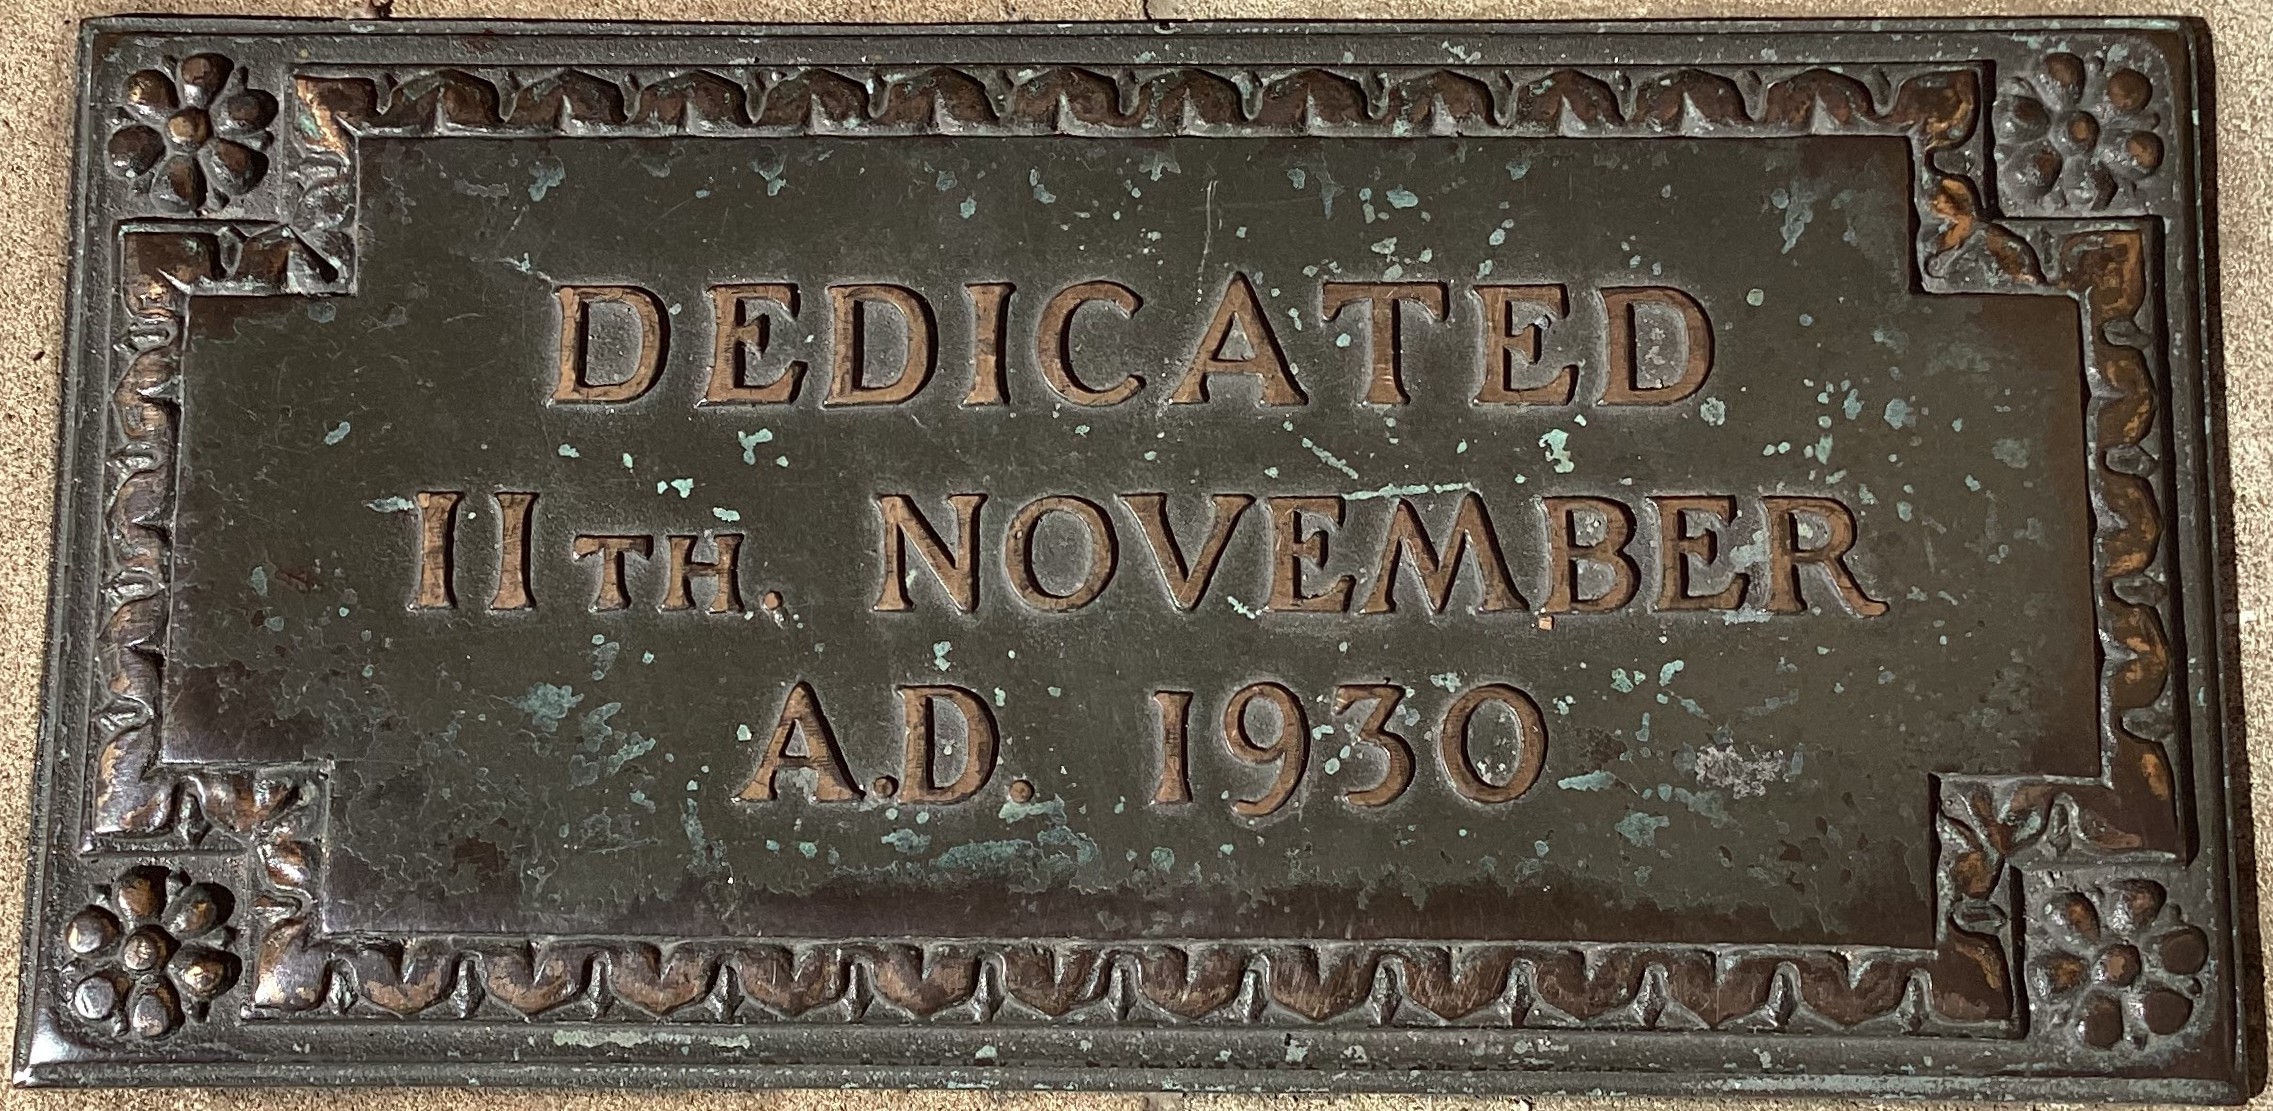 DEDICATED
11TH. NOVEMBER
A.D. 1930